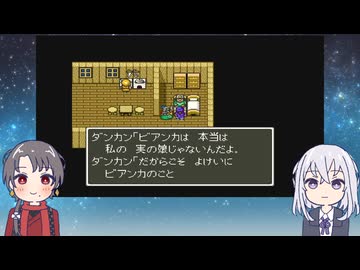 ダンカン「ビアンカは　本当は
私の　実の娘じゃないんだよ。
ダンカン「だからこそ　よけいに
ビアンカのこと